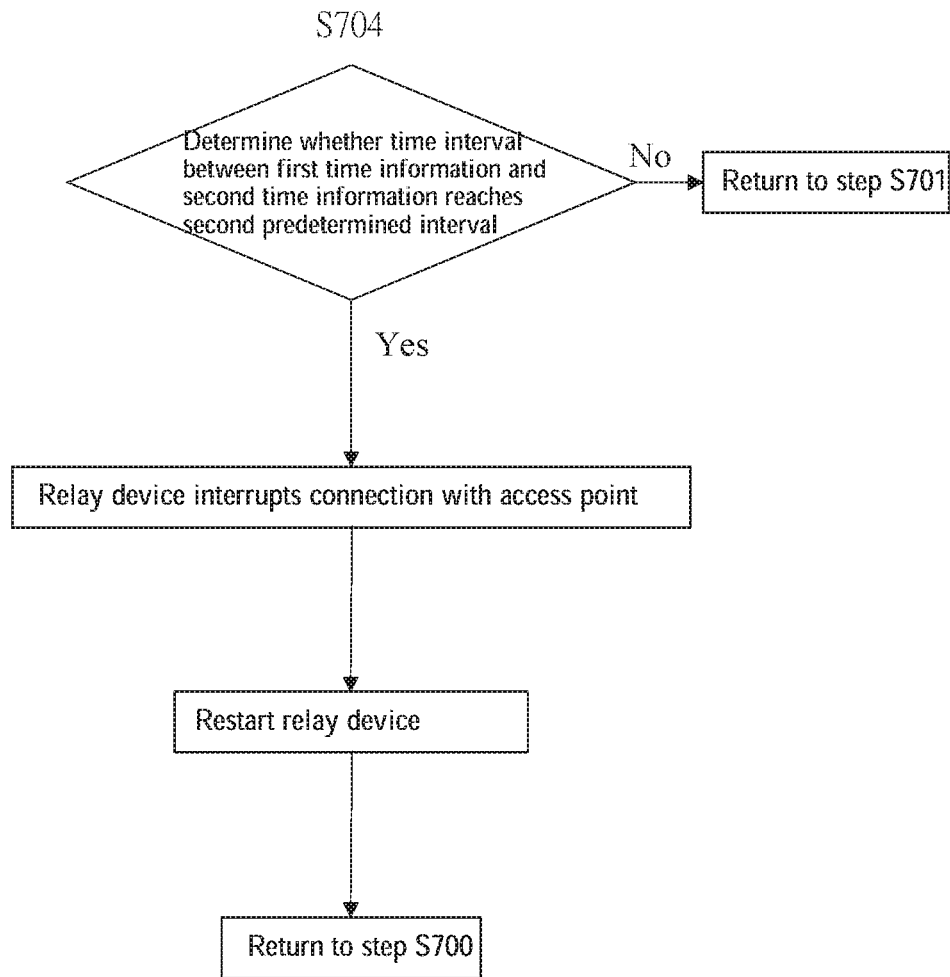 S704
Determine whether time interval
between first time information and
second time information reaches
second predetermined interval
No
Return to step S701
Yes
Relay device interrupts connection with access point
Restart relay device
Return to step S700